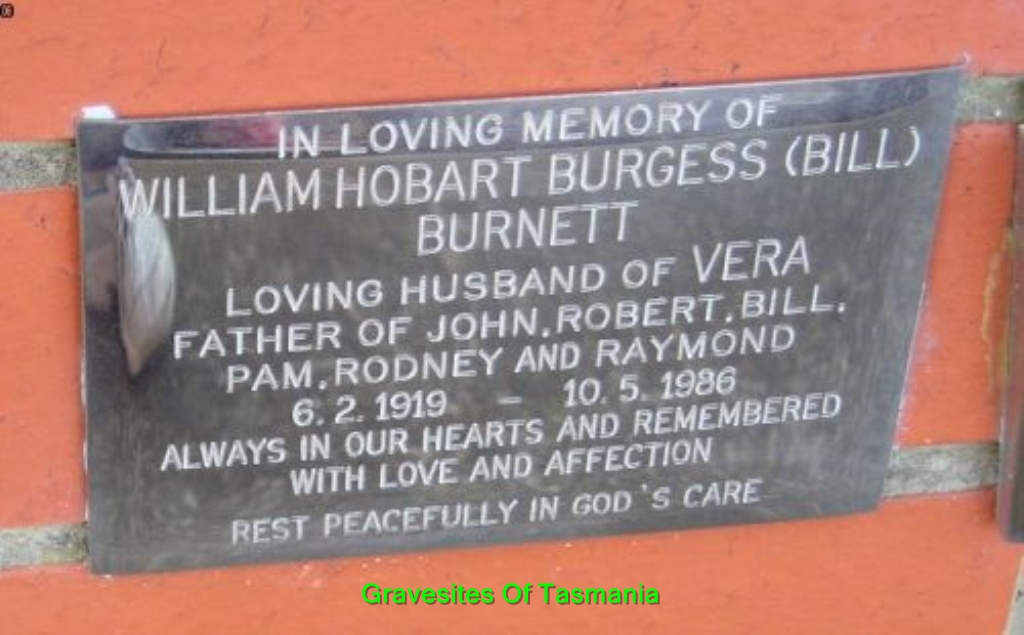 IN LOVING MEMORY OF
WILLIAM HOBART BURGESS (BILL)
BURNETT
LOVING HUSBAND OF VERA
FATHER OF JOHN, ROBERT, BILL,
PAM, RODNEY AND RAYMOND
6. 2. 1919 - 10. 5. 1986
ALWAYS IN OUR HEARTS AND REMEMBERED
WITH LOVE AND AFFECTION
REST PEACEFULLY IN GOD'S CARE
Gravesites Of Tasmania